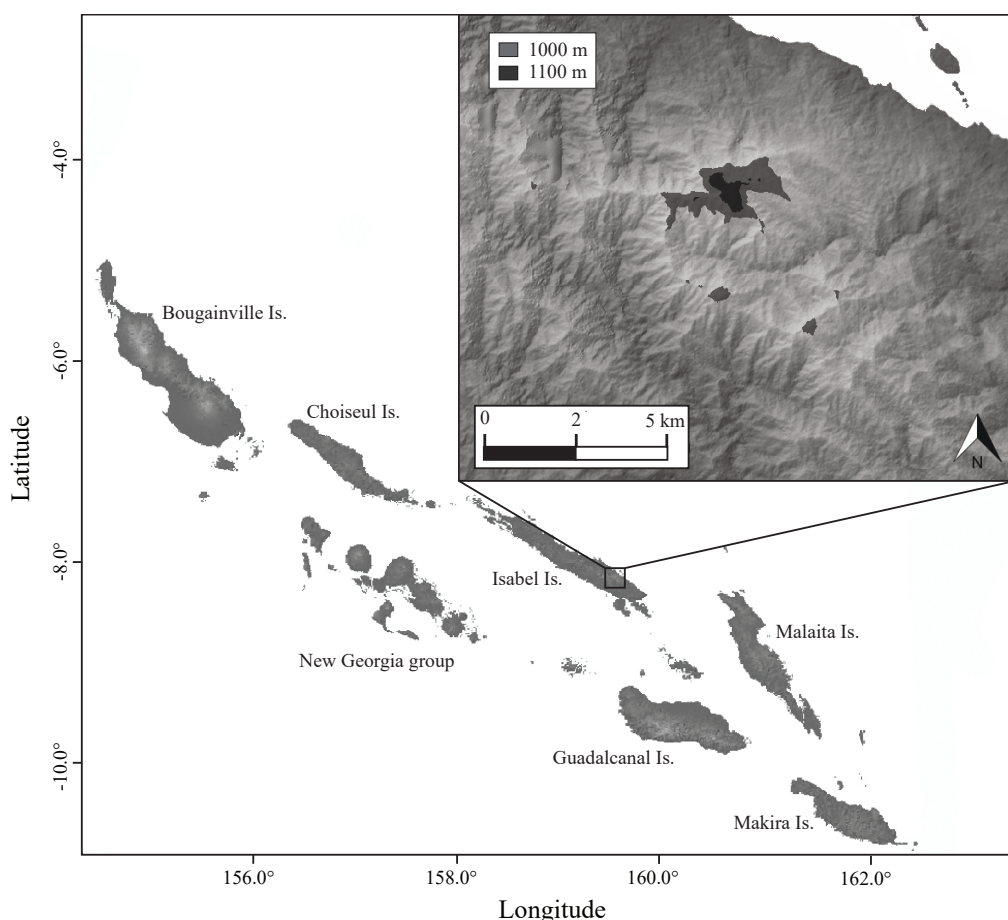 1000 m
1100 m
-4.0°
Bougainville Is.
-6.0°
Choiseul Is.
0 2 5 km
N
Latitude
-8.0°
Isabel Is.
Malaita Is.
New Georgia group
-10.0°
Guadalcanal Is.
Makira Is.
156.0° 158.0° 160.0° 162.0°
Longitude